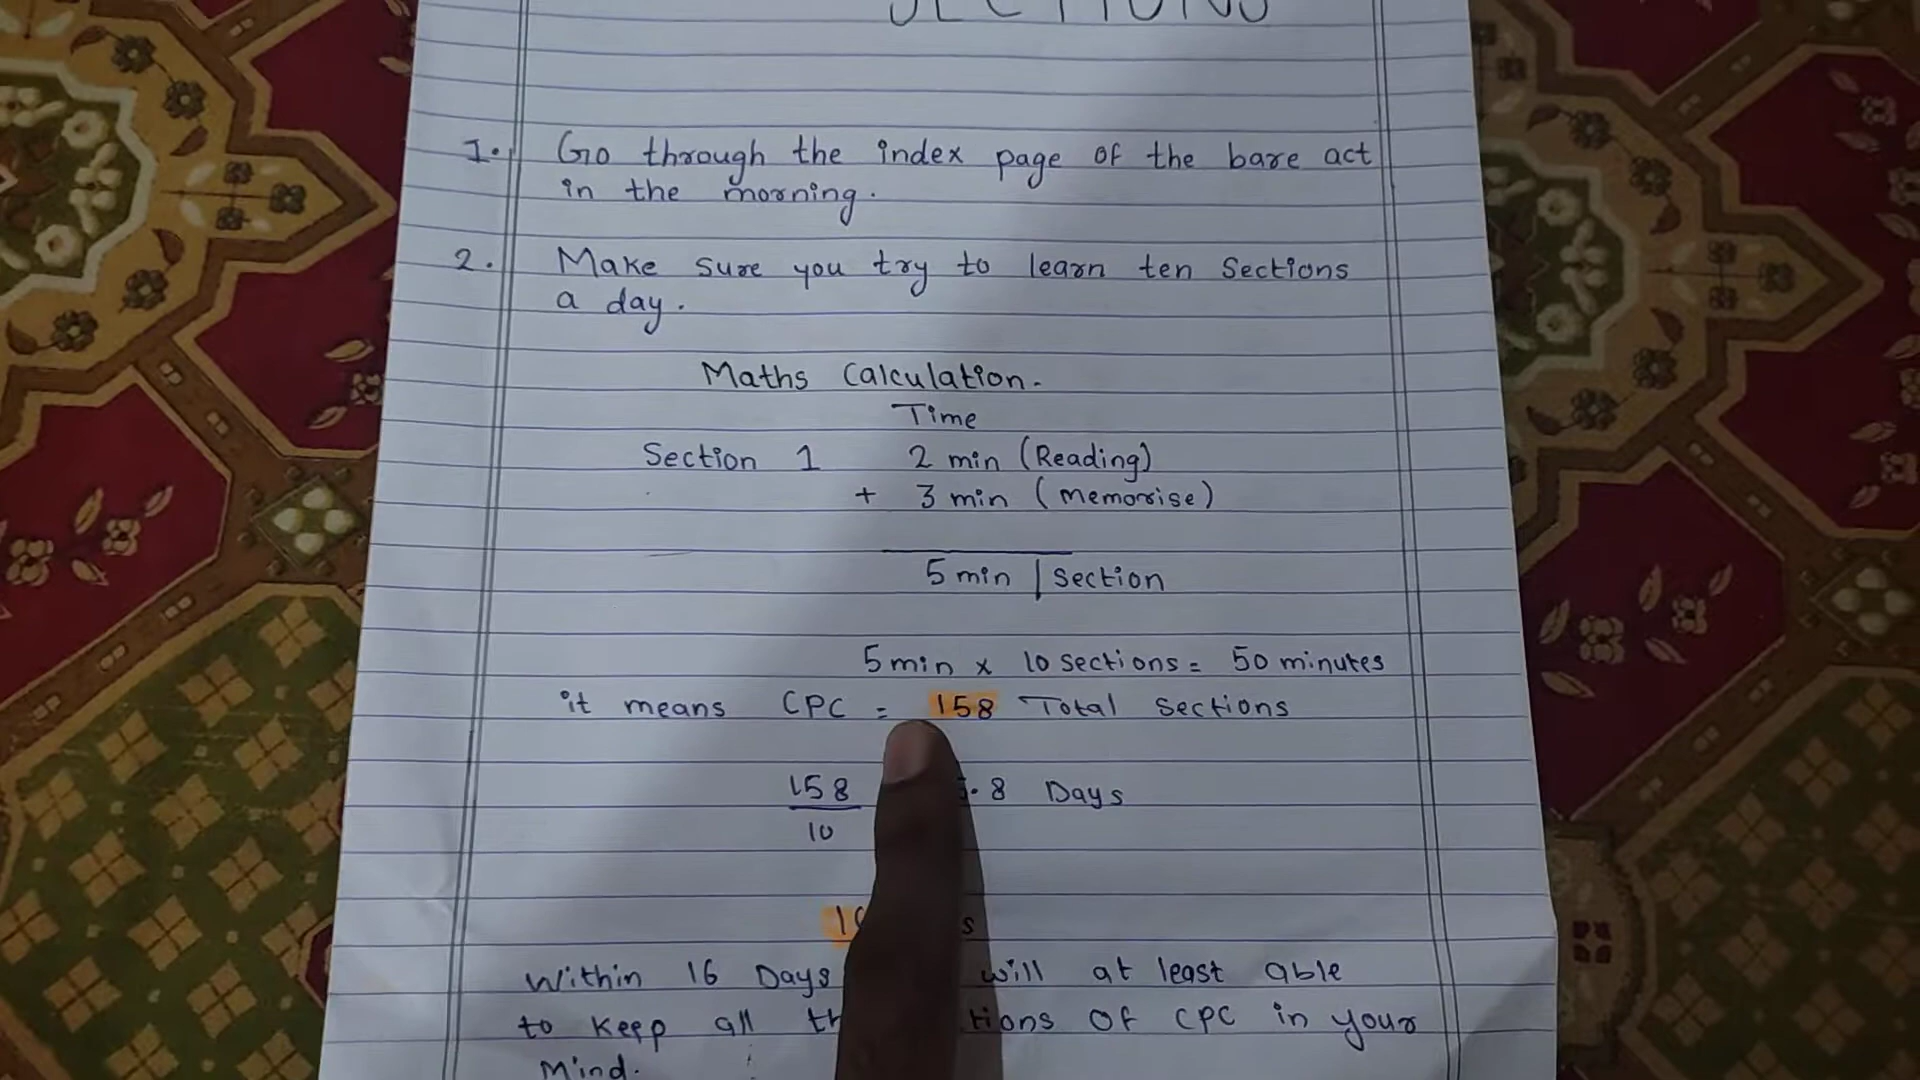 SECTIONS
1. Go through the index page of the bare act
in the morning.
2. Make sure you try to learn ten sections
a day.
Maths Calculation.
Time
Section 1 2 min (Reading)
+ 3 min (memorise)
5 min / section
5 min x 10 sections = 50 minutes
it means CPC = 158 Total sections
158 .8 Days
10
Within 16 Days will at least able
to keep all of CPC in your
Mind.